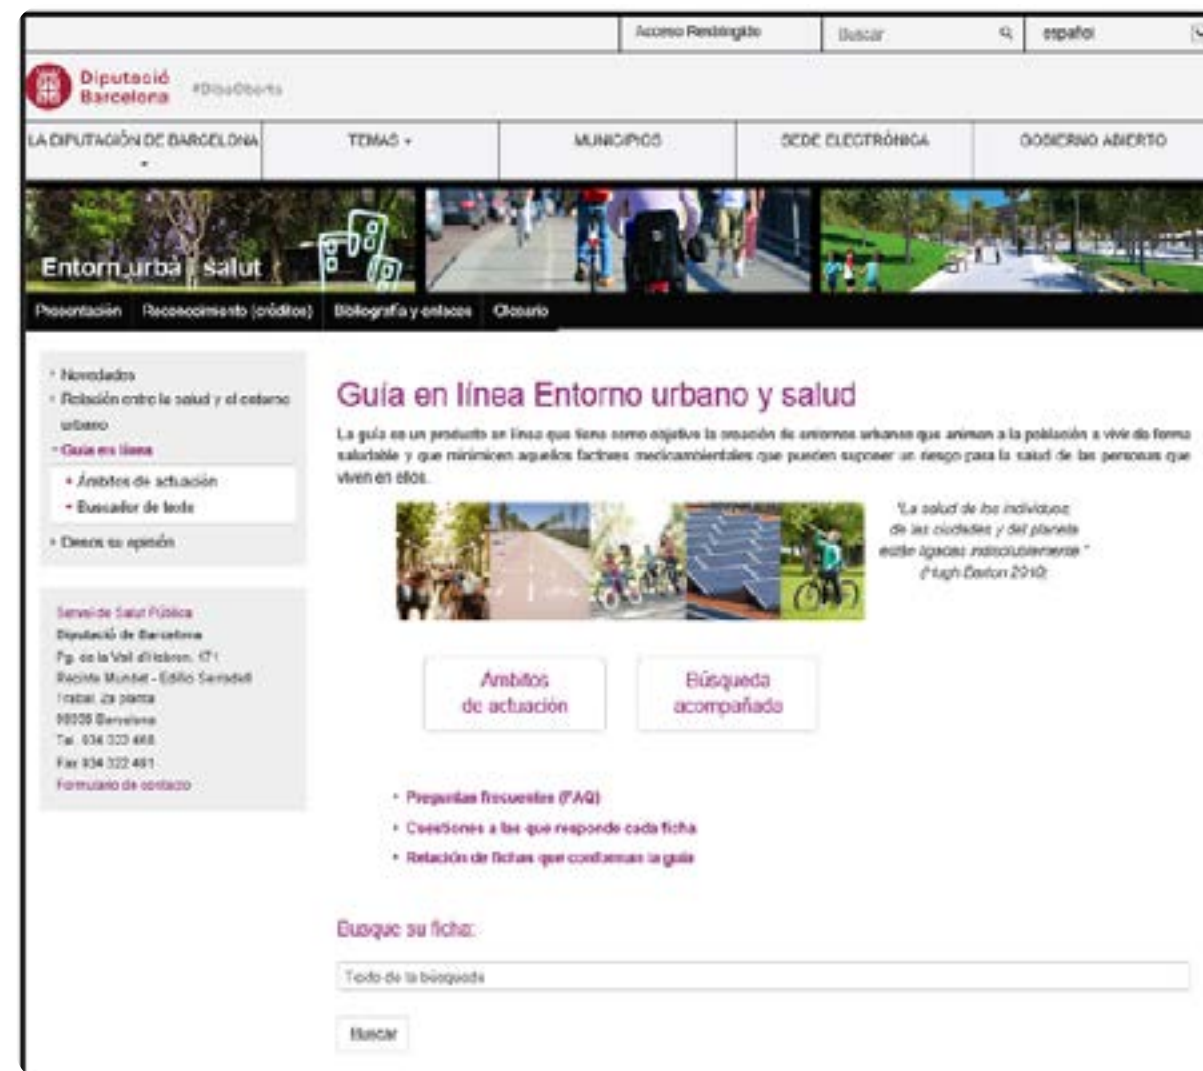 Acceso Restringido
Buscar
español
Diputació
Barcelona
#DibaOberta
LA DIPUTACIÓN DE BARCELONA
TEMAS
MUNICIPIOS
SEDE ELECTRÓNICA
GOBIERNO ABIERTO
Entorn urbà i salut
Presentación
Reconocimiento (créditos)
Bibliografía y enlaces
Glosario
Novedades
Relación entre la salud y el entorno
urbano
Guía en línea
Ámbitos de actuación
Buscador de texto
Denos su opinión
Servei de Salut Pública
Diputació de Barcelona
Pg. de la Vall d'Hebron, 171
Recinte Mundet - Edifici Serradell
Trabal, 2a planta
Barcelona
Tel. 934 022 468
Fax 934 022 491
Formulario de contacto
Guía en línea Entorno urbano y salud
La guía es un producto en línea que tiene como objetivo la creación de entornos urbanos que animen a la población a vivir de forma
saludable y que minimicen aquellos factores medioambientales que pueden suponer un riesgo para la salud de las personas que
viven en ellos.
"La salud de los individuos,
de las ciudades y del planeta
están ligadas indisolublemente."
(Hugh Barton 2010)
Ámbitos
de actuación
Búsqueda
acompañada
Preguntas frecuentes (FAQ)
Cuestiones a las que responde cada ficha
Relación de fichas que conforman la guía
Busque su ficha:
Texto de la búsqueda
Buscar